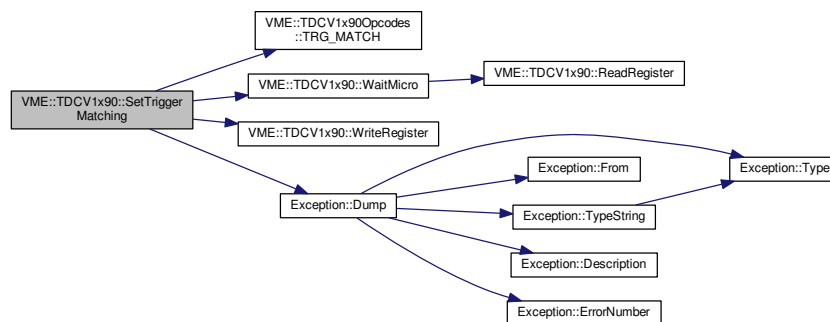 VME::TDCV1x90Opcodes
::TRG_MATCH
VME::TDCV1x90::WaitMicro
VME::TDCV1x90::ReadRegister
VME::TDCV1x90::SetTrigger
Matching
VME::TDCV1x90::WriteRegister
Exception::From
Exception::Type
Exception::Dump
Exception::TypeString
Exception::Description
Exception::ErrorNumber